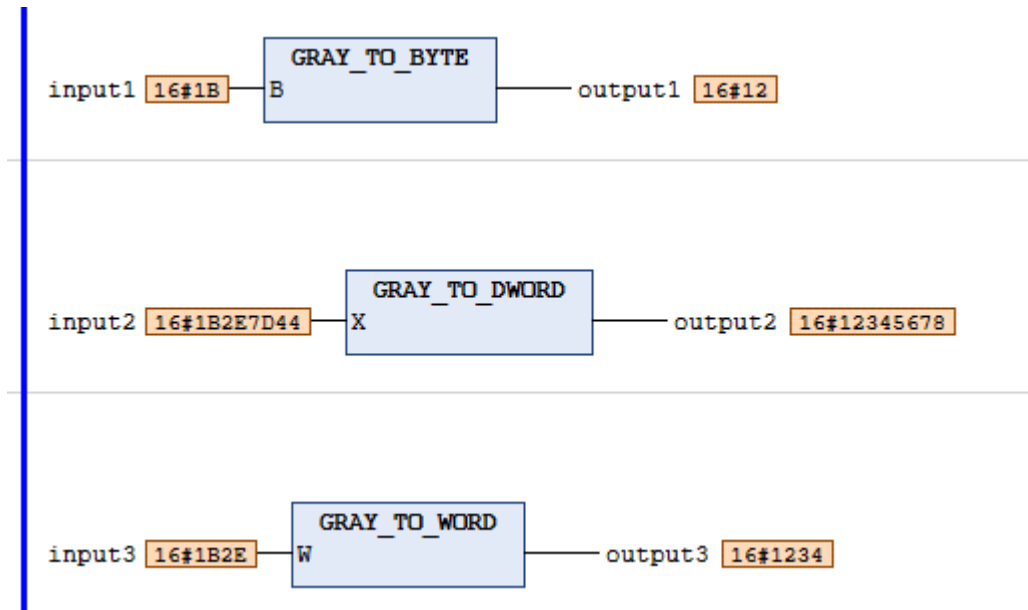 GRAY_TO_BYTE
input1 16#1B B output1 16#12
GRAY_TO_DWORD
input2 16#1B2E7D44 X output2 16#12345678
GRAY_TO_WORD
input3 16#1B2E W output3 16#1234